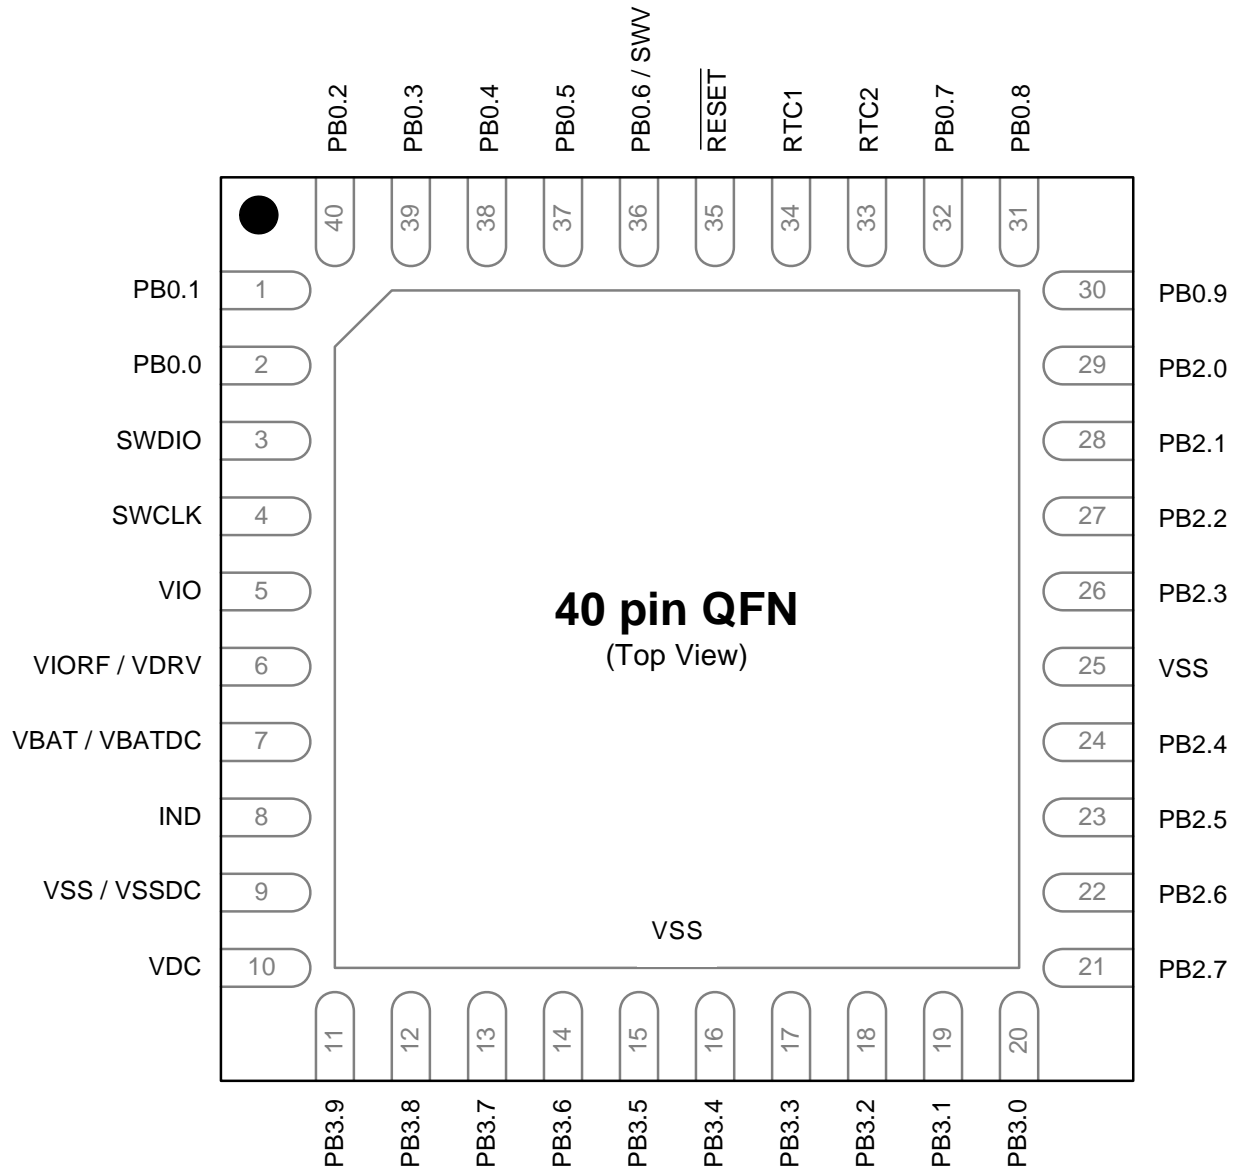 PB0.2
PB0.3
PB0.4
PB0.5
PB0.6 / SWV
RESET
RTC1
RTC2
PB0.7
PB0.8
40
39
38
37
36
35
34
33
32
31
PB0.1 1
PB0.0 2
SWDIO 3
SWCLK 4
VIO 5
VIORF / VDRV 6
VBAT / VBATDC 7
IND 8
VSS / VSSDC 9
VDC 10
40 pin QFN
(Top View)
VSS
30 PB0.9
29 PB2.0
28 PB2.1
27 PB2.2
26 PB2.3
25 VSS
24 PB2.4
23 PB2.5
22 PB2.6
21 PB2.7
11
12
13
14
15
16
17
18
19
20
PB3.9
PB3.8
PB3.7
PB3.6
PB3.5
PB3.4
PB3.3
PB3.2
PB3.1
PB3.0